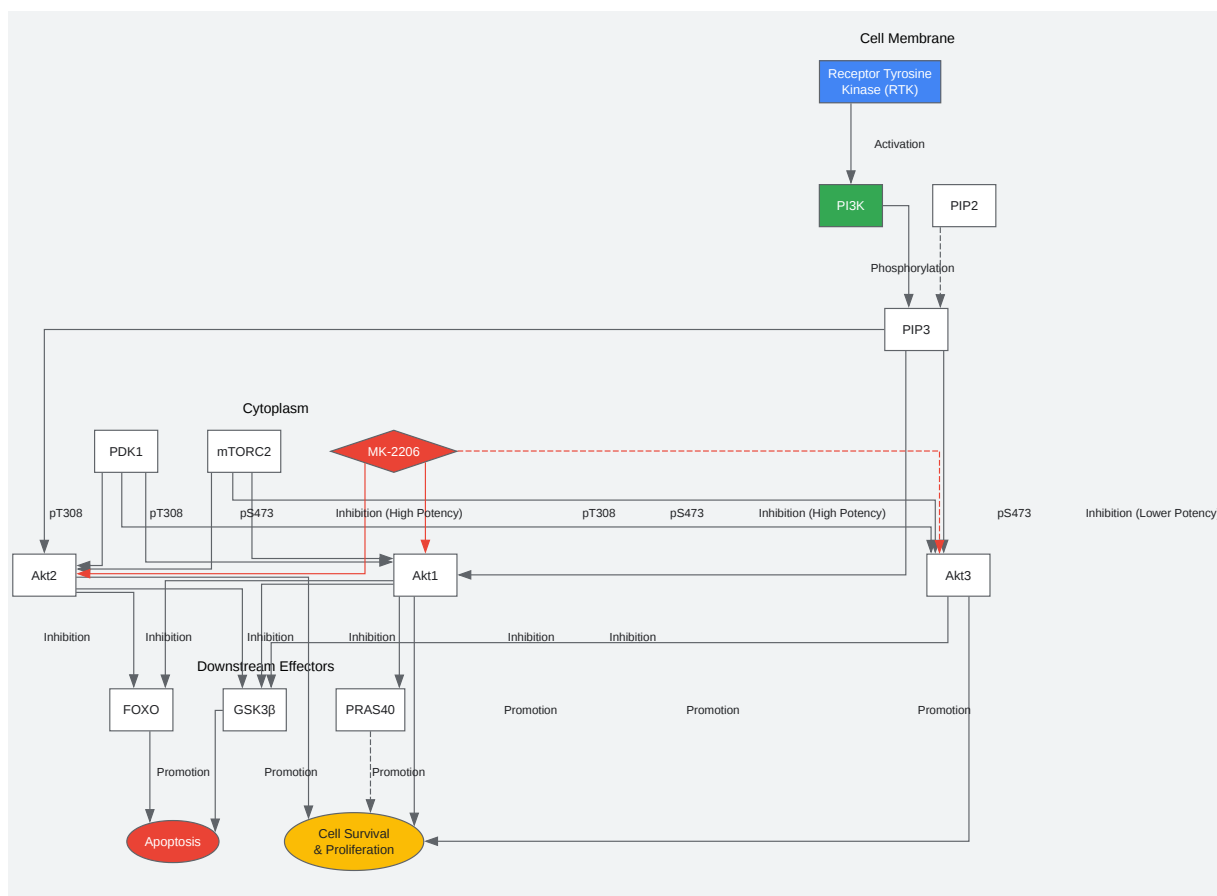 Cell Membrane
Receptor Tyrosine
Kinase (RTK)
Activation
PI3K
PIP2
Phosphorylation
PIP3
Cytoplasm
PDK1
mTORC2
MK-2206
pT308
pT308
pS473
Inhibition (High Potency)
pT308
pS473
Inhibition (High Potency)
pS473
Inhibition (Lower Potency
Akt2
Akt1
Akt3
Inhibition
Inhibition
Inhibition
Inhibition
Inhibition
Inhibition
Downstream Effectors
FOXO
GSK3β
PRAS40
Promotion
Promotion
Promotion
Promotion
Promotion
Promotion
Apoptosis
Cell Survival
& Proliferation